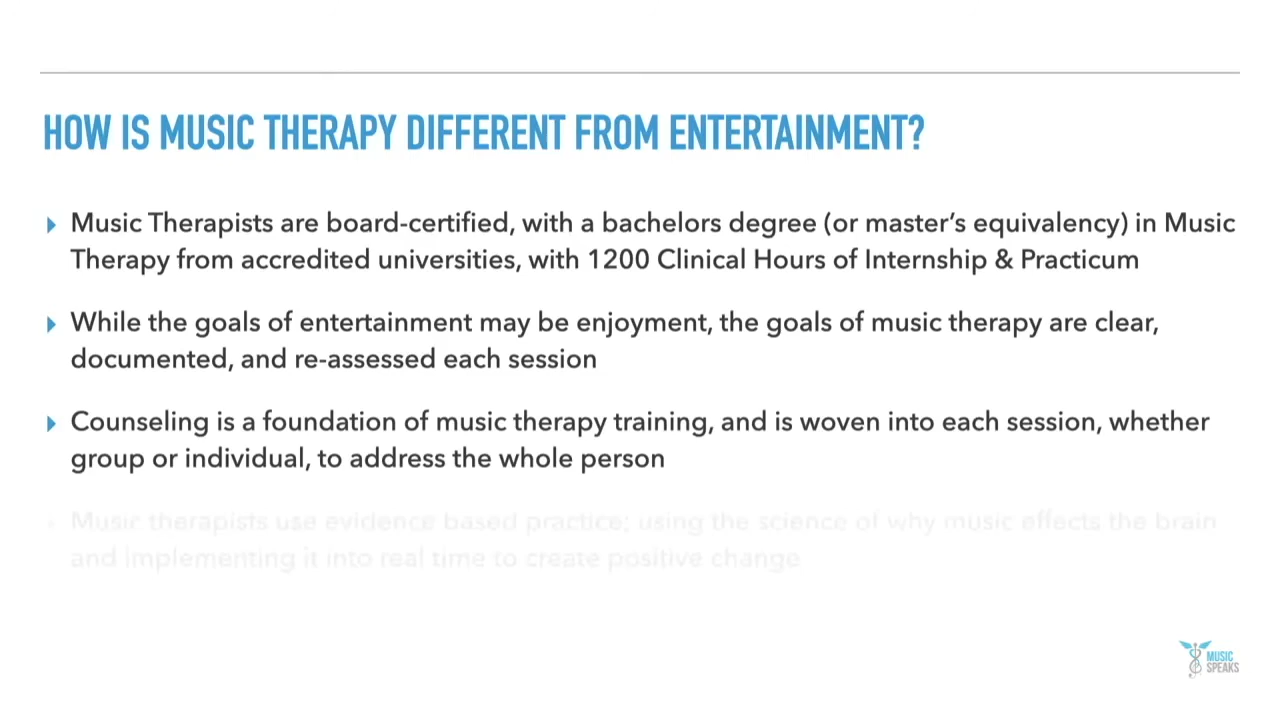 HOW IS MUSIC THERAPY DIFFERENT FROM ENTERTAINMENT?
Music Therapists are board-certified, with a bachelors degree (or master's equivalency) in Music
Therapy from accredited universities, with 1200 Clinical Hours of Internship & Practicum
While the goals of entertainment may be enjoyment, the goals of music therapy are clear,
documented, and re-assessed each session
Counseling is a foundation of music therapy training, and is woven into each session, whether
group or individual, to address the whole person
Music therapists use evidence based practice; using the science of why music effects the brain
and implementing it into real time to create positive change
MUSIC
SPEAKS